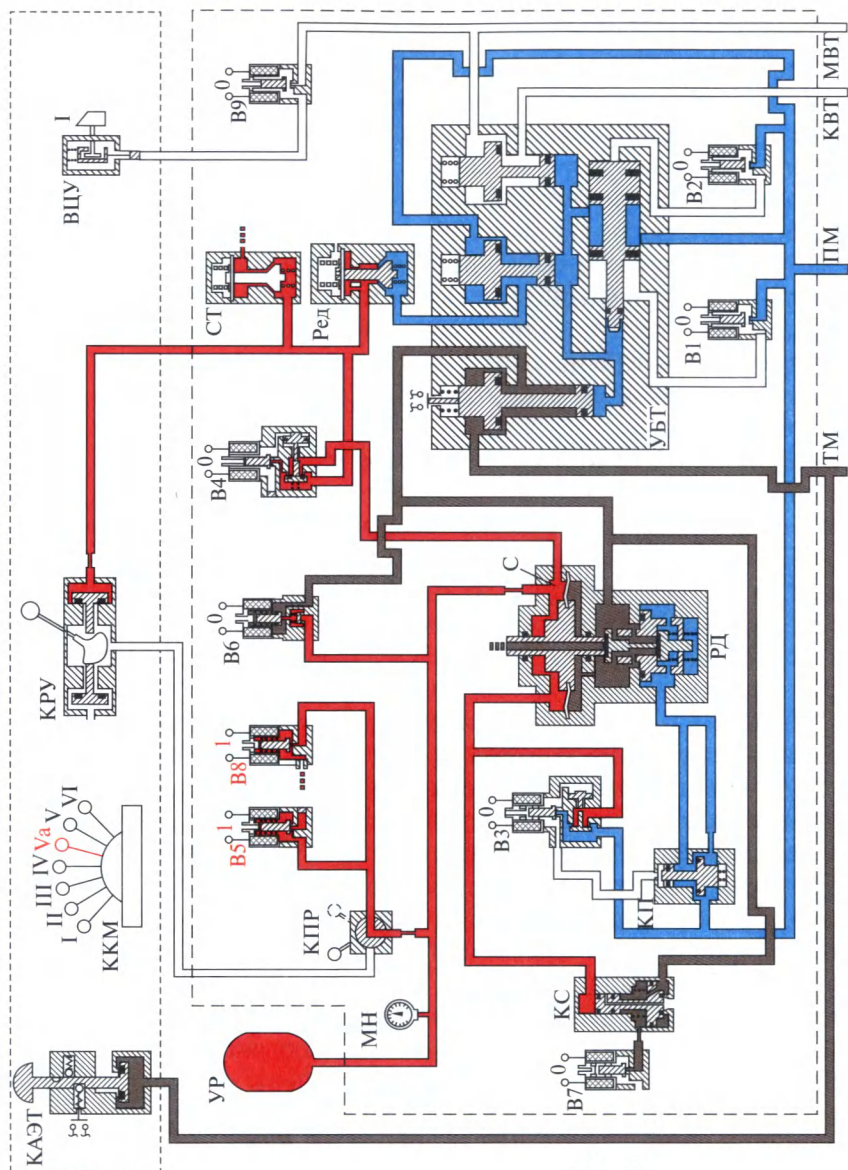 КАЭТ
ККМ
I
II
III
IV
Vа
V
VI
КРУ
ВЦУ
I
В9
0
СТ
Ред
В4
0
В6
0
В8
1
В5
1
КПР
МН
УР
С
РД
В3
0
КП
КС
В7
0
УБТ
В1
0
В2
0
ТМ
ПМ
КВТ
МВТ